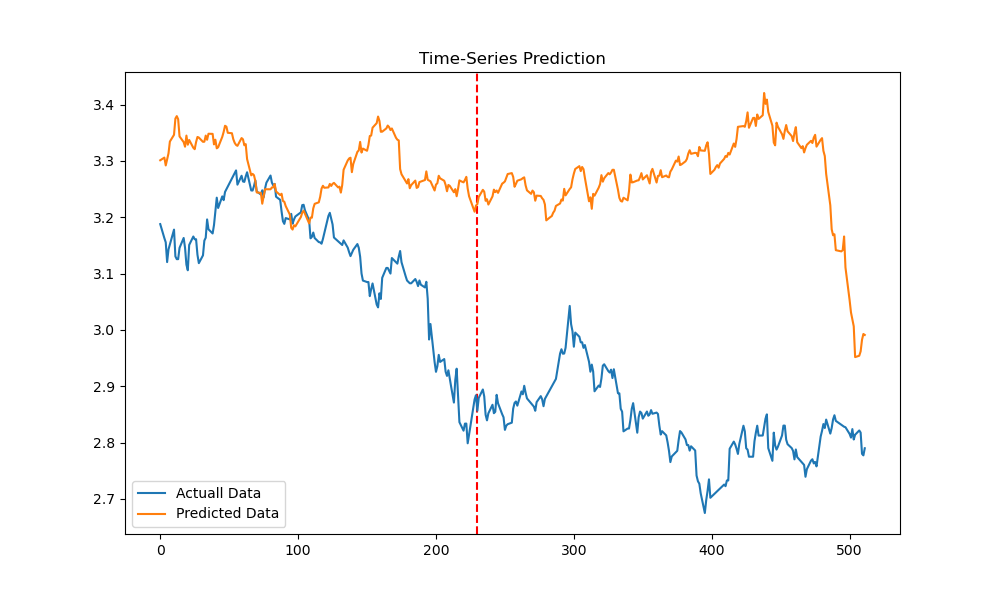 Time-Series Prediction
3.4
3.3
3.2
3.1
3.0
2.9
2.8
2.7
Actuall Data
Predicted Data
0 100 200 300 400 500